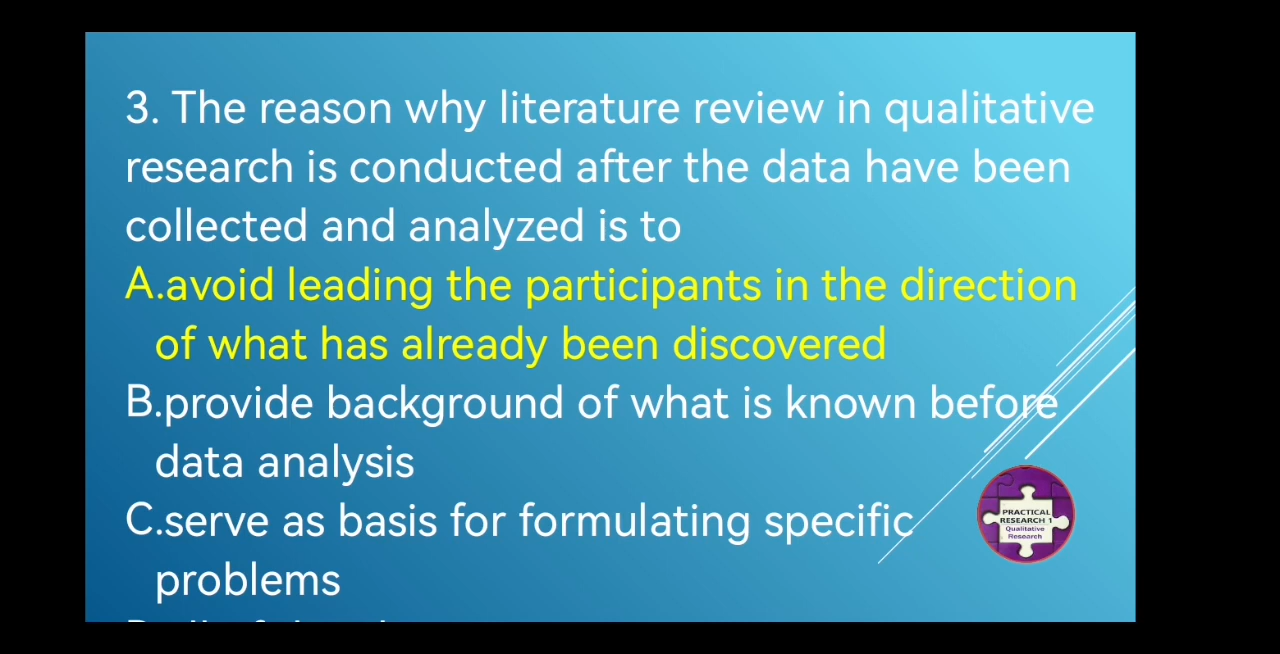 3. The reason why literature review in qualitative
research is conducted after the data have been
collected and analyzed is to
A.avoid leading the participants in the direction
of what has already been discovered
B.provide background of what is known before
data analysis
C.serve as basis for formulating specific
problems
PRACTICAL
RESEARCH 1
Qualitative
Research